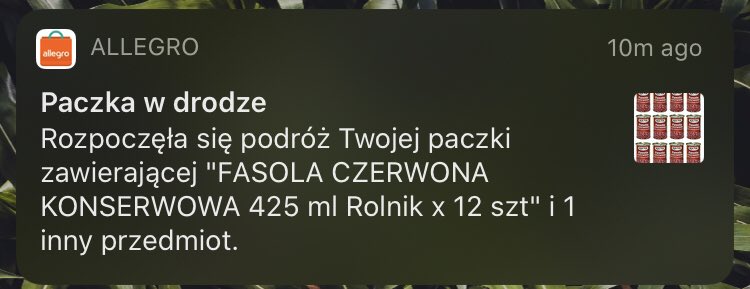 allegro
ALLEGRO
10m ago
Paczka w drodze
Rozpoczęła się podróż Twojej paczki
zawierającej "FASOLA CZERWONA
KONSERWOWA 425 ml Rolnik x 12 szt" i 1
inny przedmiot.